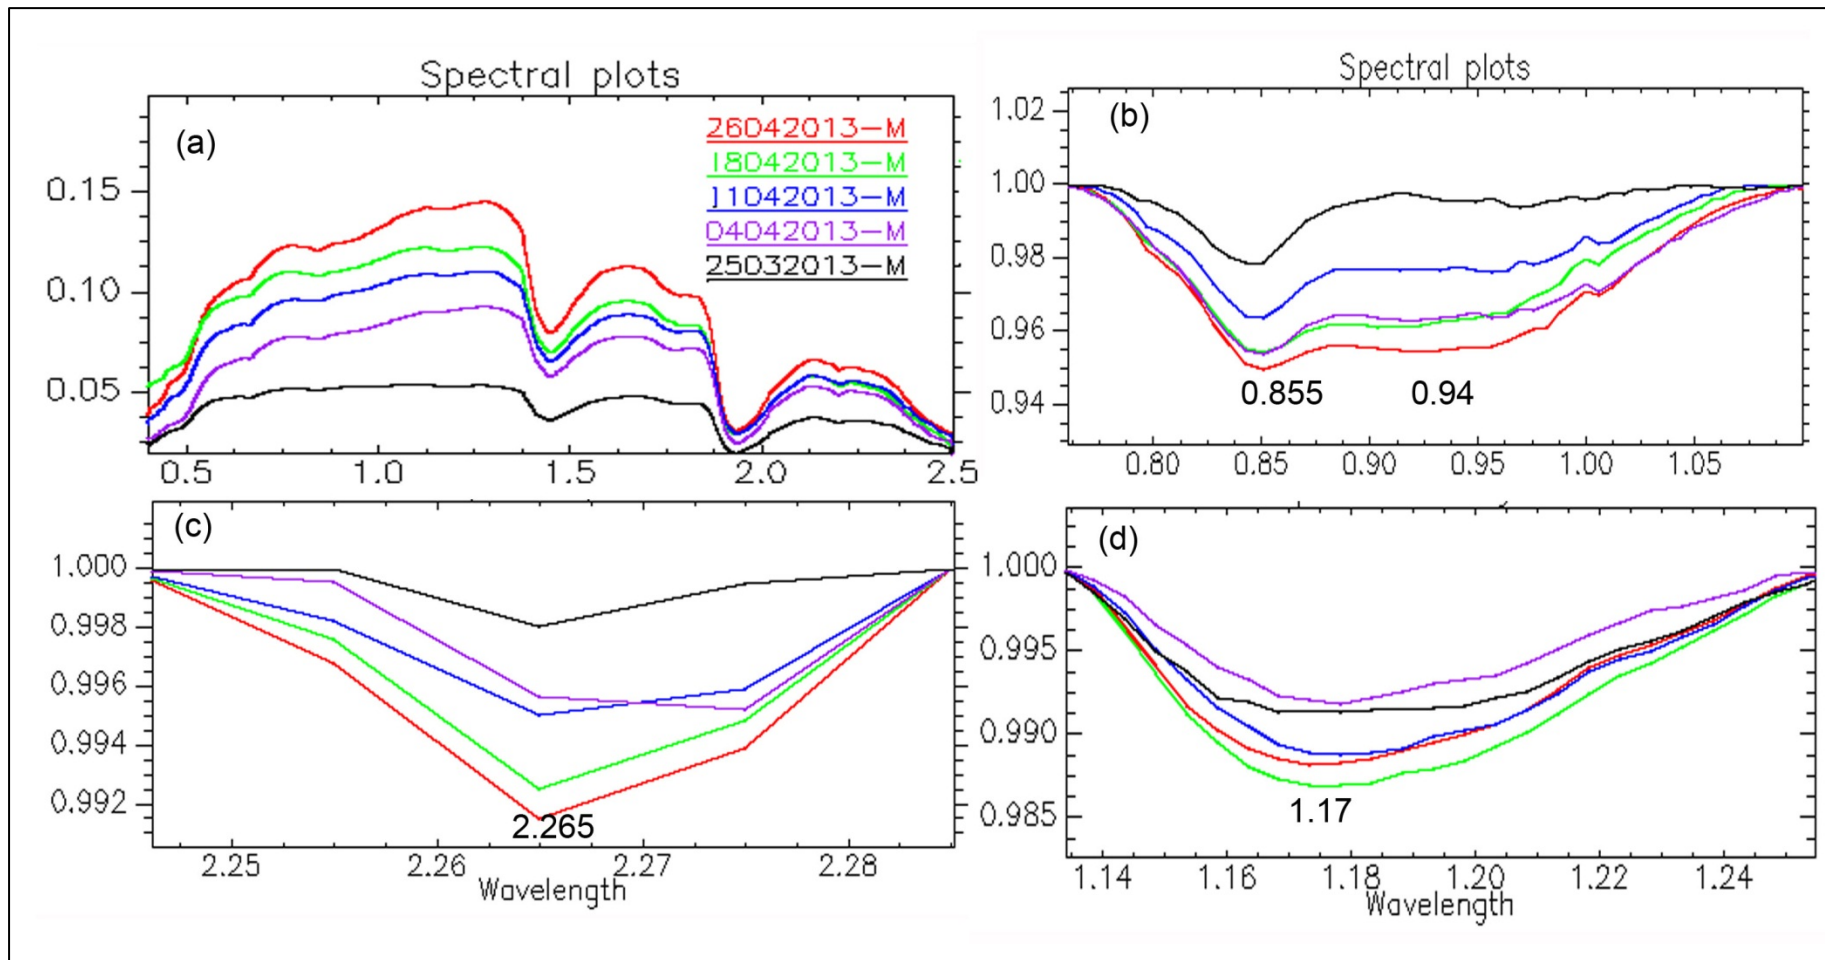 Spectral plots
(a)
26042013-M
18042013-M
11042013-M
04042013-M
25032013-M
0.15
0.10
0.05
0.5 1.0 1.5 2.0 2.5
Spectral plots
(b)
1.02
1.00
0.98
0.96
0.94
0.855 0.94
0.80 0.85 0.90 0.95 1.00 1.05
(c)
1.000
0.998
0.996
0.994
0.992
2.265
2.25 2.26 2.27 2.28
Wavelength
(d)
1.000
0.995
0.990
0.985
1.17
1.14 1.16 1.18 1.20 1.22 1.24
Wavelength